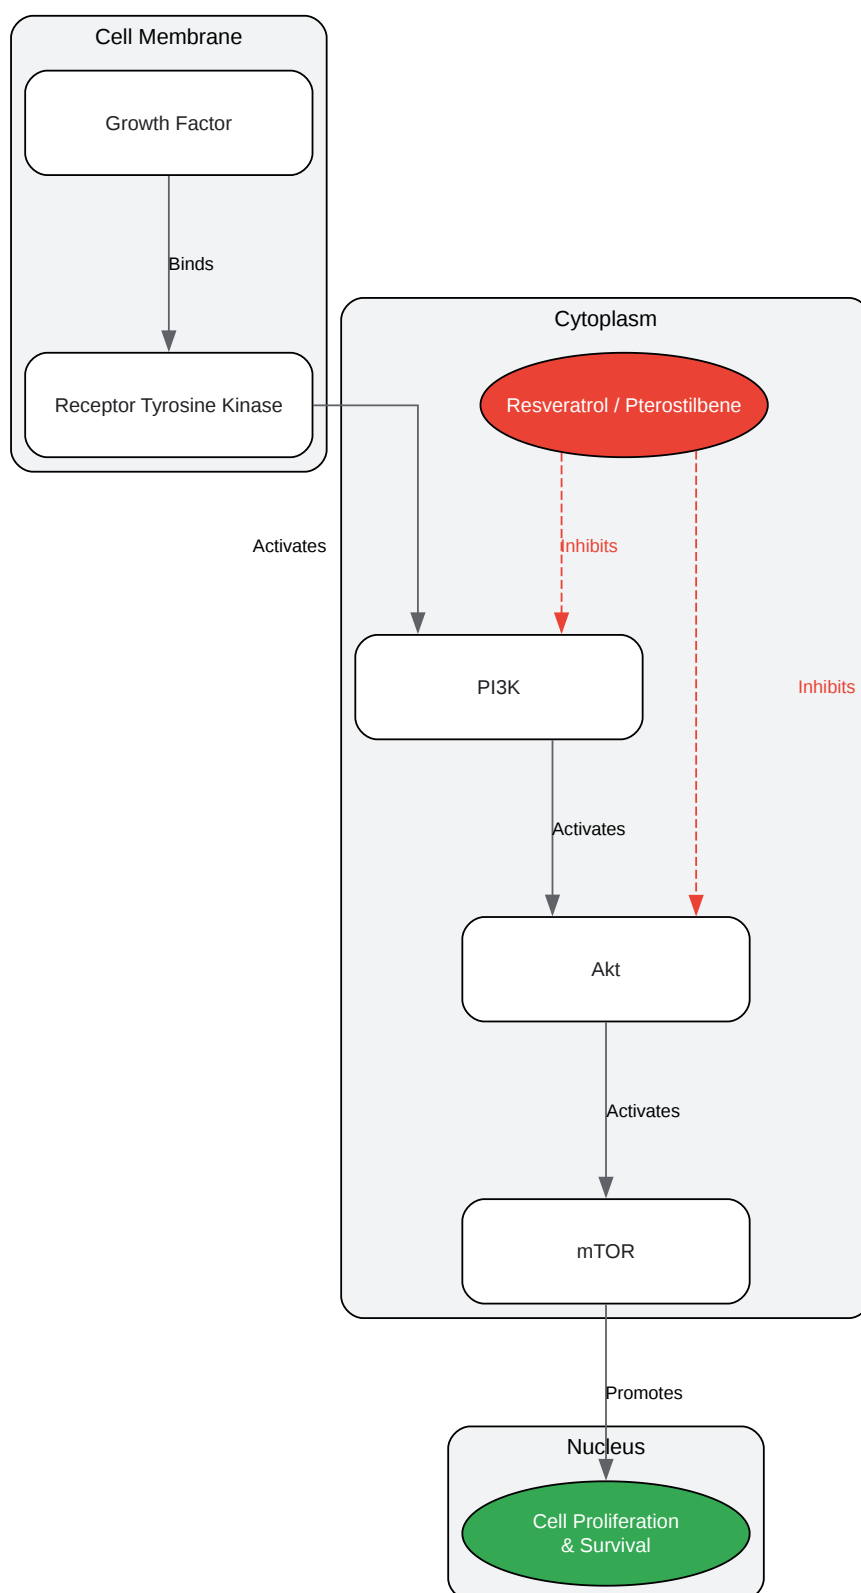 Cell Membrane
Growth Factor
Binds
Cytoplasm
Receptor Tyrosine Kinase
Resveratrol / Pterostilbene
Activates
Inhibits
PI3K
Inhibits
Activates
Akt
Activates
mTOR
Promotes
Nucleus
Cell Proliferation
& Survival